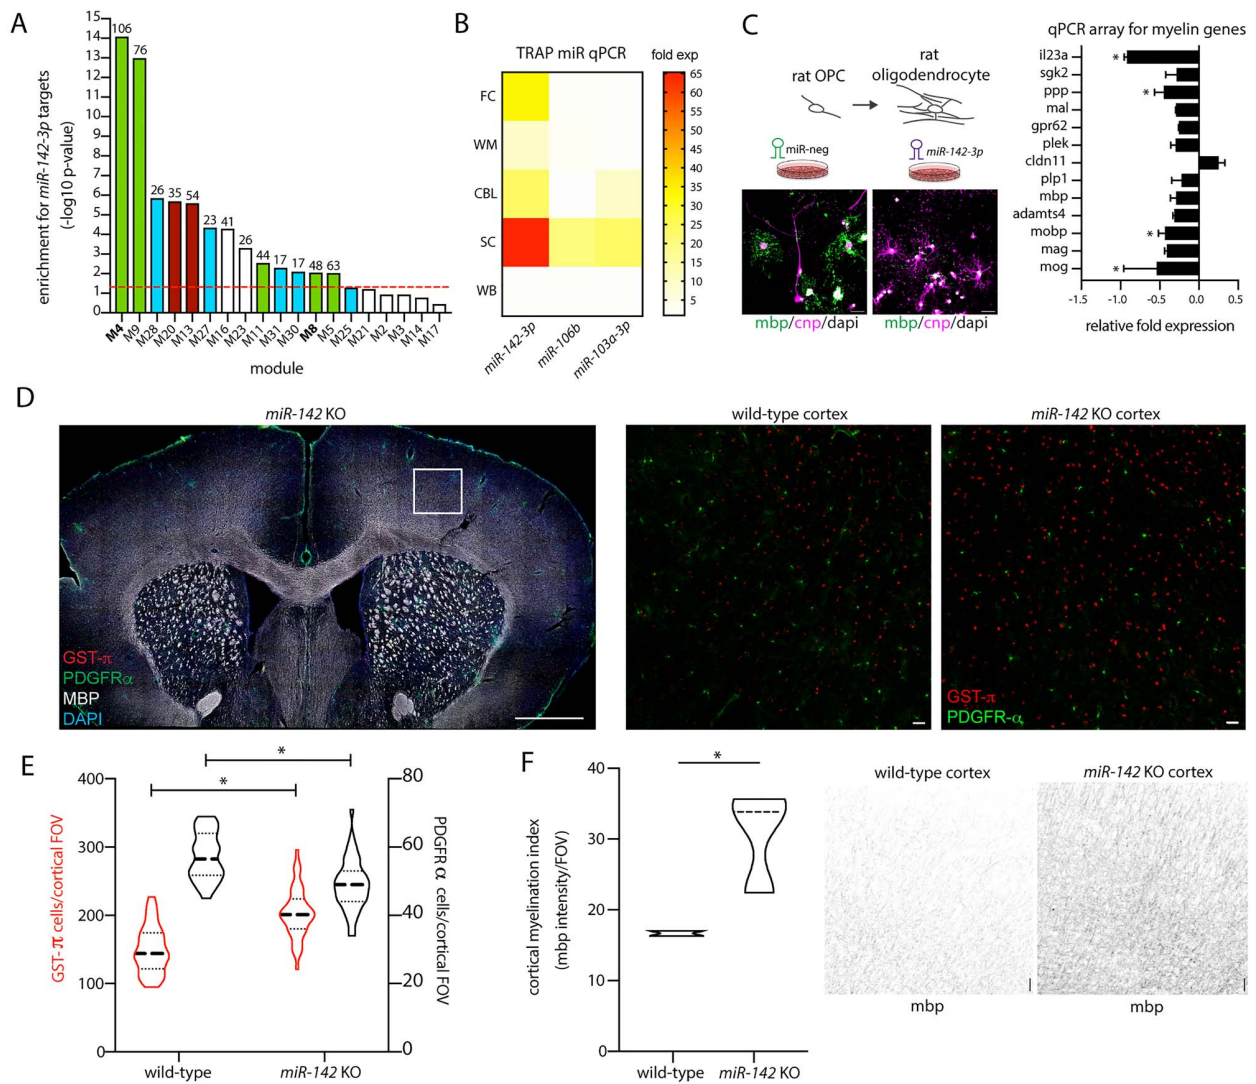 A
enrichment for miR-142-3p targets
(-log10 p-value)
15
14
13
12
11
10
9
8
7
6
5
4
3
2
1
0
106
76
26
35
54
23
41
26
44
17
17
48
63
M4
M9
M28
M20
M13
M27
M16
M23
M11
M31
M30
M8
M5
M25
M21
M2
M3
M14
M17
module
B
TRAP miR qPCR
fold exp
FC
WM
CBL
SC
WB
65
60
55
50
45
40
35
30
25
20
15
10
5
0
miR-142-3p
miR-106b
miR-103a-3p
C
rat OPC
rat
oligodendrocyte
miR-neg
miR-142-3p
mbp/cnp/dapi
mbp/cnp/dapi
qPCR array for myelin genes
il23a
sgk2
ppp
mal
gpr62
plek
cldn11
plp1
mbp
adamts4
mobp
mag
mog
*
*
*
*
-1.5
-1.0
-0.5
0.0
0.5
relative fold expression
D
miR-142 KO
GST-π
PDGFRα
MBP
DAPI
wild-type cortex
miR-142 KO cortex
GST-π
PDGFR-α
E
GST-π cells/cortical FOV
400
300
200
100
0
*
*
80
60
40
20
0
PDGFR α cells/cortical FOV
wild-type
miR-142 KO
F
cortical myelination index
(mbp intensity/FOV)
40
30
20
10
0
*
wild-type
miR-142 KO
wild-type cortex
miR-142 KO cortex
mbp
mbp